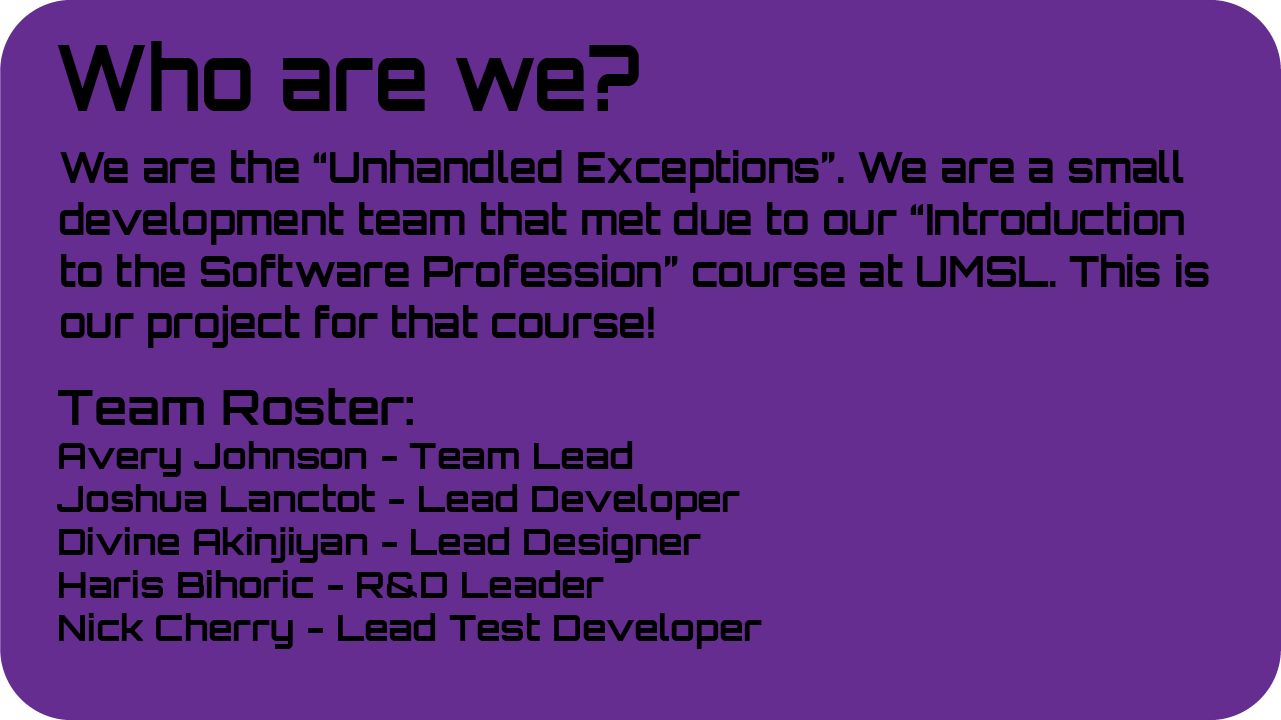 Who are we?
We are the “Unhandled Exceptions”. We are a small
development team that met due to our “Introduction
to the Software Profession” course at UMSL. This is
our project for that course!
Team Roster:
Avery Johnson - Team Lead
Joshua Lanctot - Lead Developer
Divine Akinjiyan - Lead Designer
Haris Bihoric - R&D Leader
Nick Cherry - Lead Test Developer